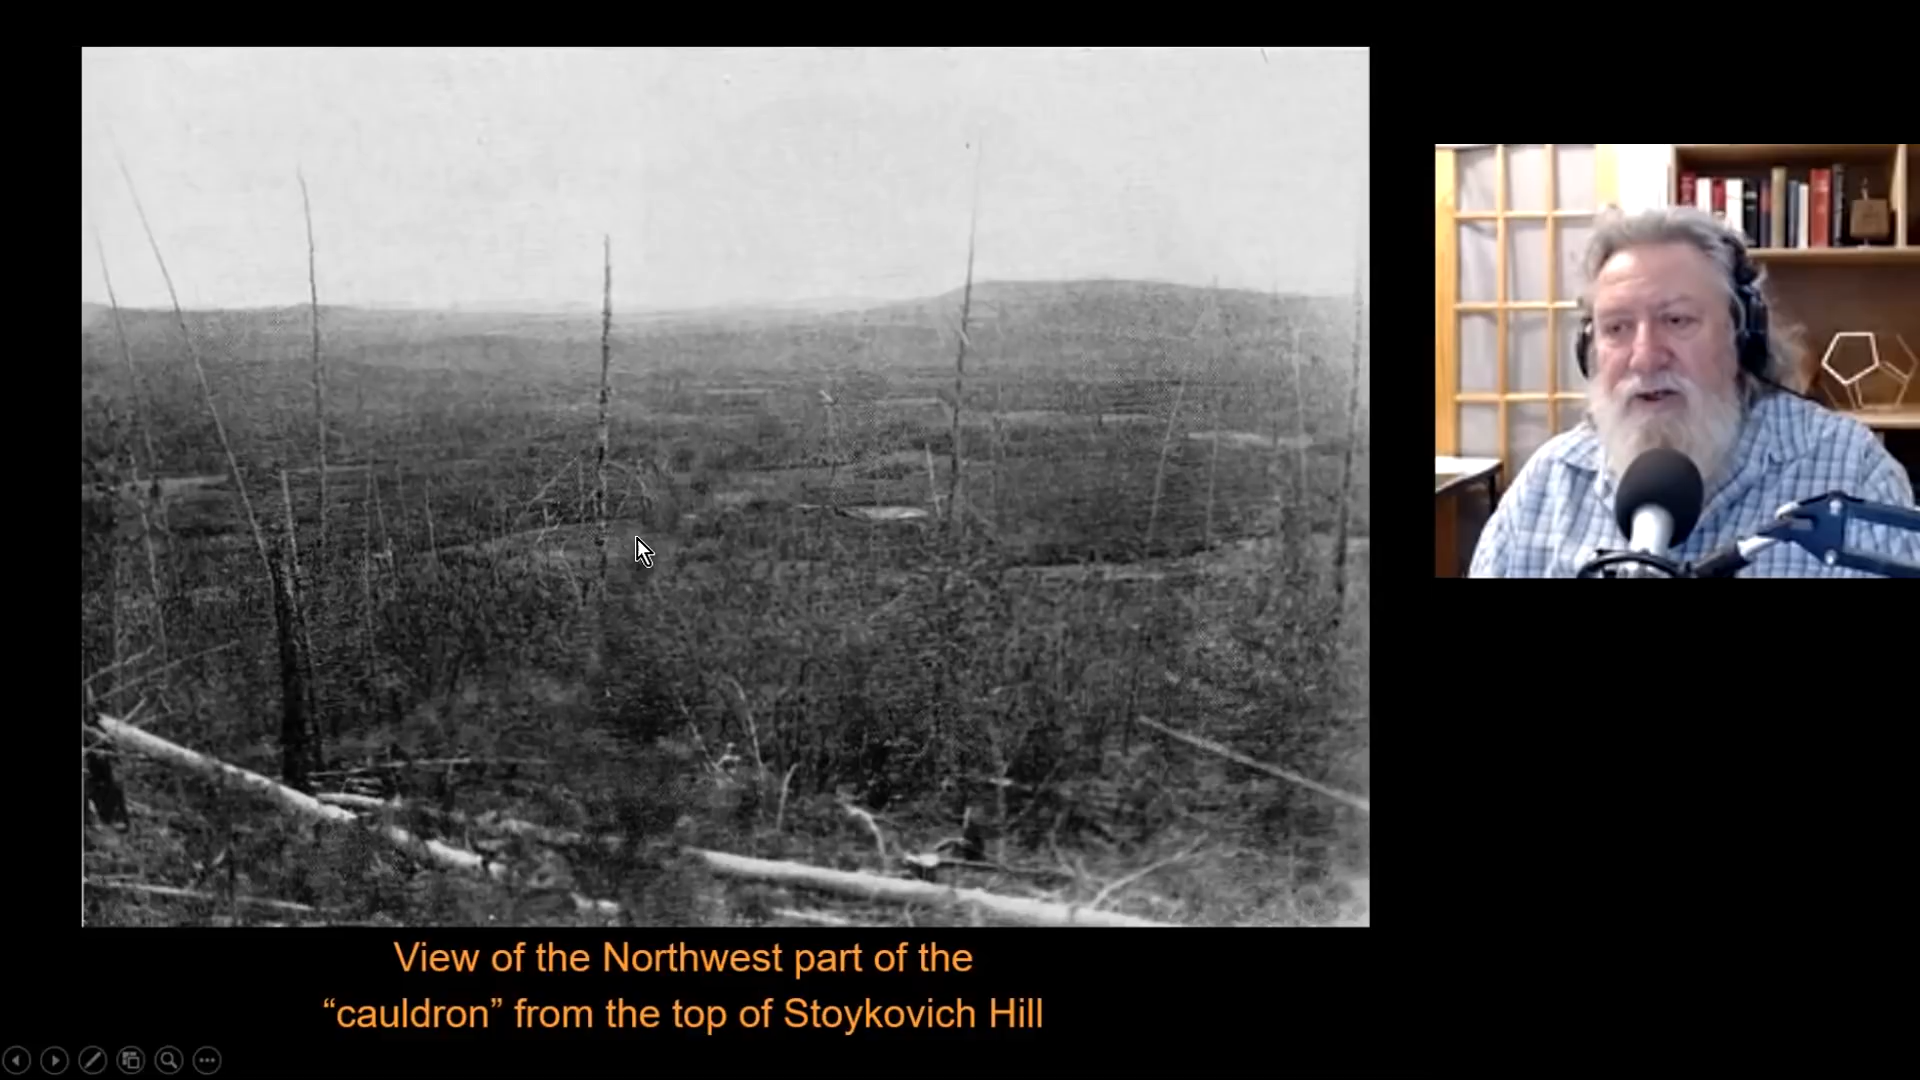 View of the Northwest part of the
“cauldron” from the top of Stoykovich Hill